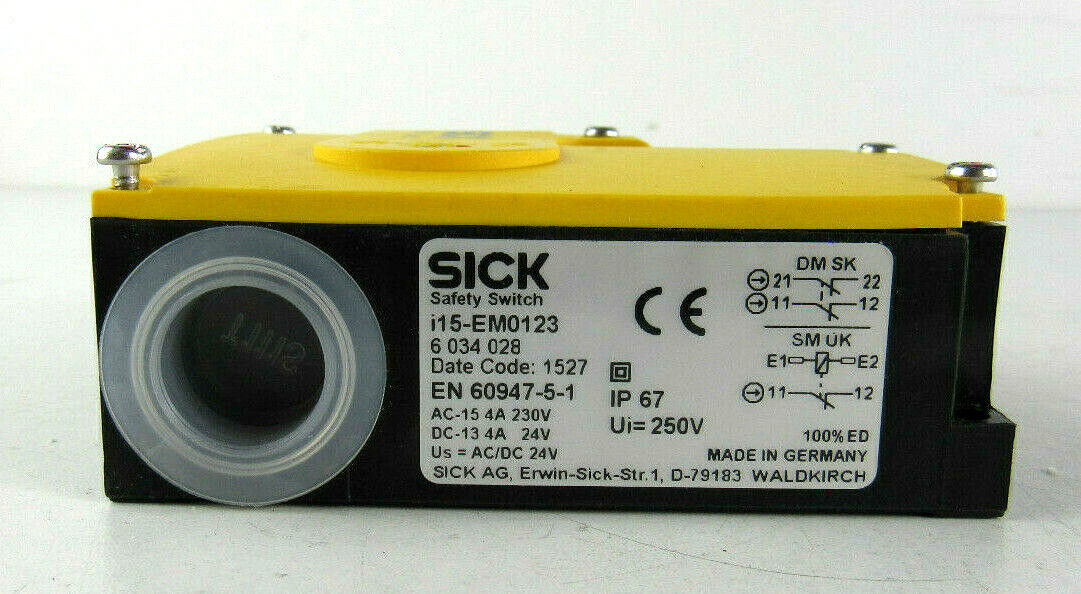 SICK
Safety Switch
i15-EM0123
6 034 028
Date Code: 1527
EN 60947-5-1
AC-15 4A 230V
DC-13 4A 24V
Us = AC/DC 24V
SICK AG, Erwin-Sick-Str.1, D-79183 WALDKIRCH
CE
IP 67
Ui= 250V
DM SK
21 22
11 12
SM UK
E1 E2
11 12
100% ED
MADE IN GERMANY